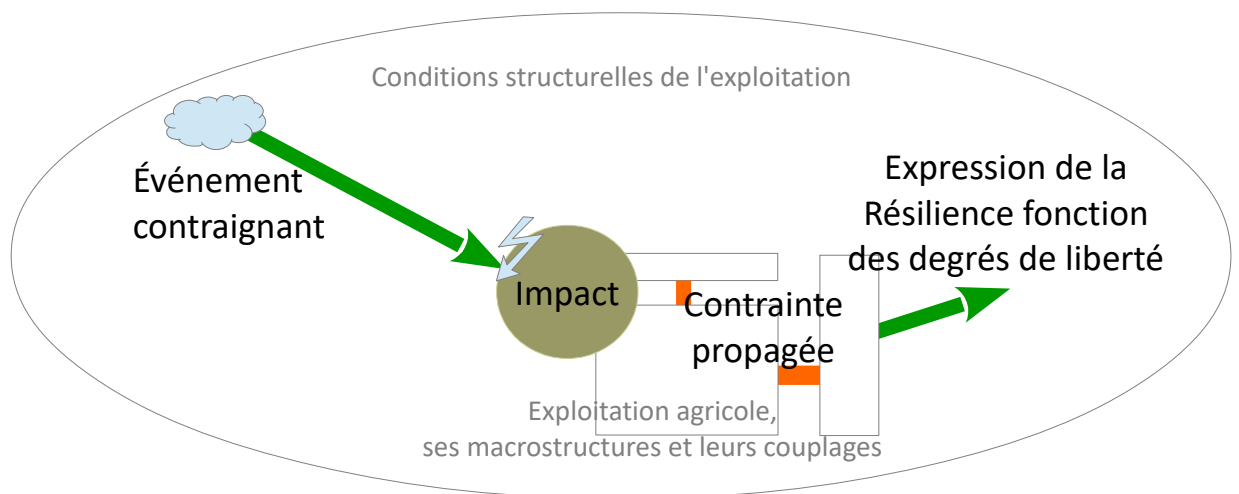 Conditions structurelles de l'exploitation
Événement
contraignant
Expression de la
Résilience fonction
des degrés de liberté
Impact
Contrainte
propagée
Exploitation agricole,
ses macrostructures et leurs couplages